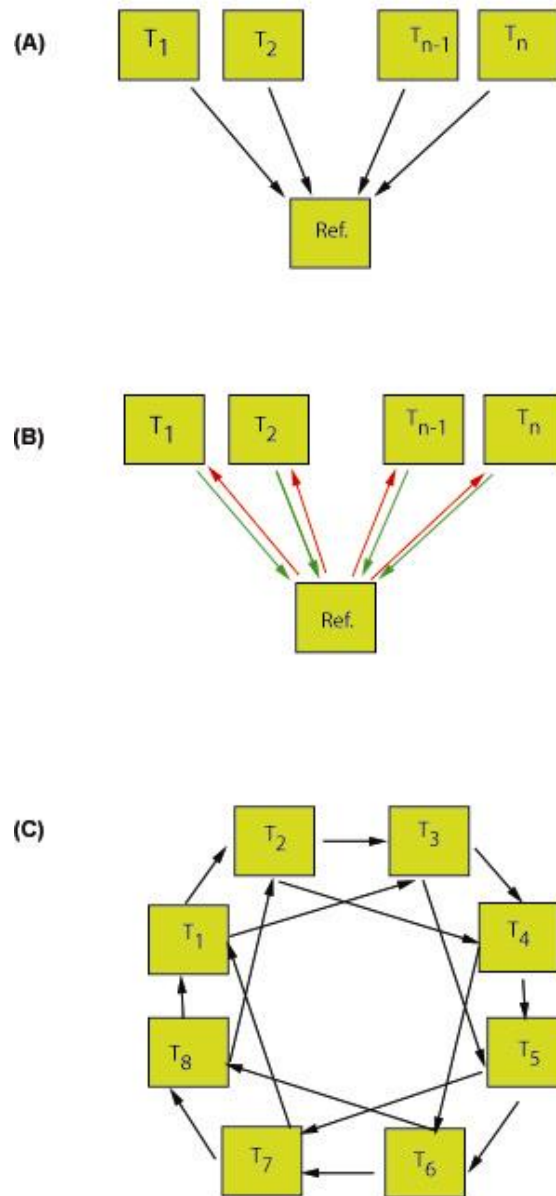 (A)
T1 T2 Tn-1 Tn
Ref.
(B)
T1 T2 Tn-1 Tn
Ref.
(C)
T2 T3
T1 T4
T8 T5
T7 T6